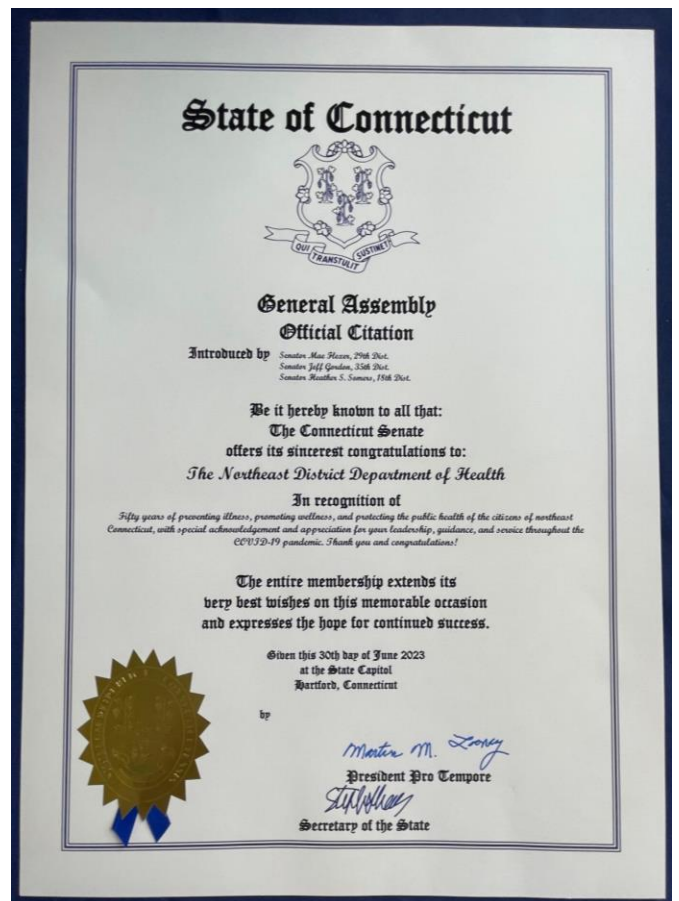 State of Connecticut
QUI TRANSTULIT SUSTINET
General Assembly
Official Citation
Introduced by Senator Mae Flexer, 29th Dist.
Senator Jeff Gordon, 35th Dist.
Senator Heather S. Somers, 18th Dist.
Be it hereby known to all that:
The Connecticut Senate
offers its sincerest congratulations to:
The Northeast District Department of Health
In recognition of
Fifty years of preventing illness, promoting wellness, and protecting the public health of the citizens of northeast
Connecticut, with special acknowledgement and appreciation for your leadership, guidance, and service throughout the
COVID-19 pandemic. Thank you and congratulations!
The entire membership extends its
very best wishes on this memorable occasion
and expresses the hope for continued success.
Given this 30th day of June 2023
at the State Capitol
Hartford, Connecticut
by
Martin M. Looney
President Pro Tempore
Secretary of the State